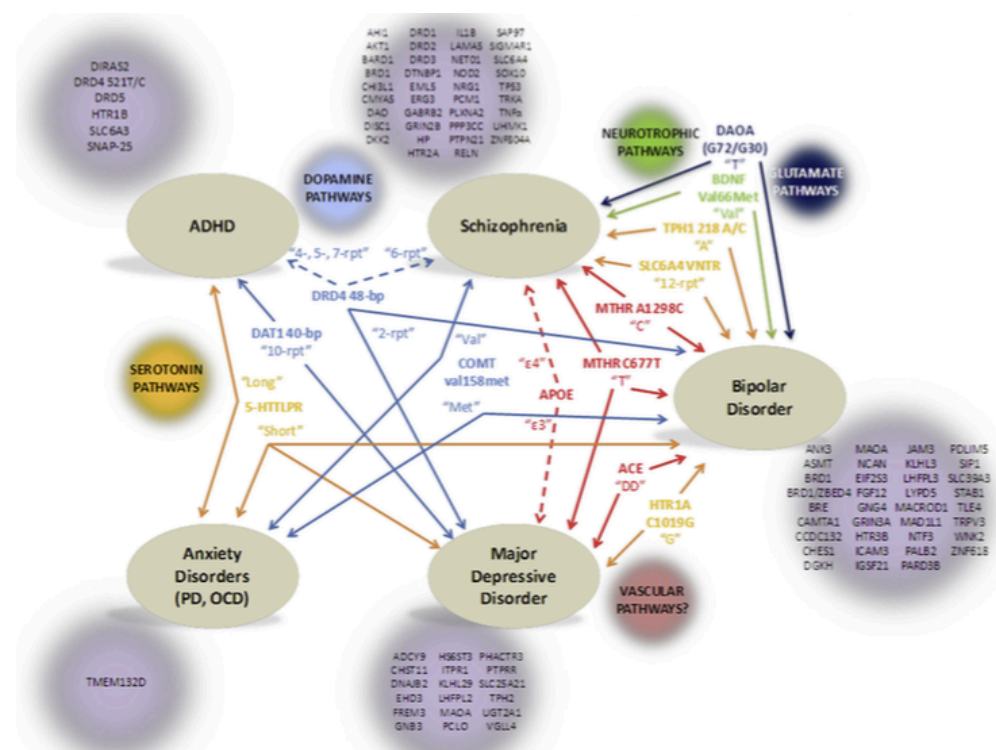 DIRAS2
DRD4 521T/C
DRD5
HTR1B
SLC6A3
SNAP-25
AHI1 DRD1 IL1B SAP97
AKT1 DRD2 LAMA5 SIGMAR1
BARD1 DRD3 NETO1 SLC6A4
BRD1 DTNBP1 NOD2 SOX10
CHI3L1 EML5 NRG1 TP53
CMYA5 ERG3 PCM1 TRKA
DAO GABRB2 PLXNA2 TNFa
DISC1 GRIN2B PPP3CC UHMK1
DKK2 HP PTPN21 ZNF804A
HTR2A RELN
NEUROTROPHIC
PATHWAYS
DAOA
(G72/G30)
"T"
GLUTAMATE
PATHWAYS
BDNF
Val66Met
"Val"
DOPAMINE
PATHWAYS
ADHD
Schizophrenia
TPH1 218 A/C
"A"
"4-, 5-, 7-rpt" "6-rpt"
SLC6A4 VNTR
"12-rpt"
DRD4 48-bp
MTHR A1298C
"C"
DAT1 40-bp
"10-rpt"
"2-rpt"
"Val"
SEROTONIN
PATHWAYS
COMT
val158met
"ε4"
MTHR C677T
"T"
"Long"
5-HTTLPR
"Short"
"Met"
APOE
"ε3"
Bipolar
Disorder
ACE
"DD"
HTR1A
C1019G
"G"
ANK3 MAOA JAM3 PDLIM5
ASMT NCAN KLHL3 SIP1
BRD1 EIF2S3 LHFPL3 SLC39A3
BRD1/ZBED4 FGF12 LYPD5 STAB1
BRE GNG4 MACROD1 TLE4
CAMTA1 GRIN3A MAD1L1 TRPV3
CCDC132 HTR3B NTF3 WNK2
CHES1 ICAM3 PALB2 ZNF618
DGKH IGSF21 PARD3B
Anxiety
Disorders
(PD, OCD)
Major
Depressive
Disorder
VASCULAR
PATHWAYS?
TMEM132D
ADCY9 HS6ST3 PHACTR3
CHST11 ITPR1 PTPRR
DNAJB2 KLHL29 SLC25A21
EHD3 LHFPL2 TPH2
FREM3 MAOA UGT2A1
GNB3 PCLO VGLL4